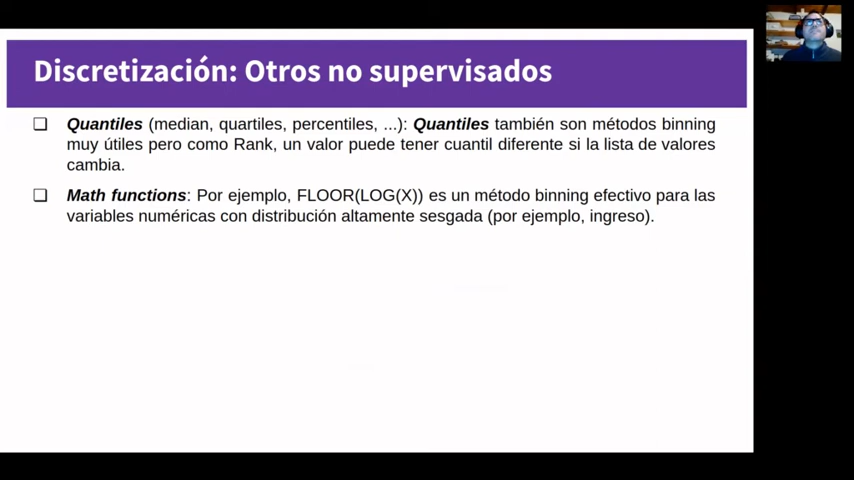 Discretización: Otros no supervisados
❑ Quantiles (median, quartiles, percentiles, ...): Quantiles también son métodos binning
muy útiles pero como Rank, un valor puede tener cuantil diferente si la lista de valores
cambia.
❑ Math functions: Por ejemplo, FLOOR(LOG(X)) es un método binning efectivo para las
variables numéricas con distribución altamente sesgada (por ejemplo, ingreso).